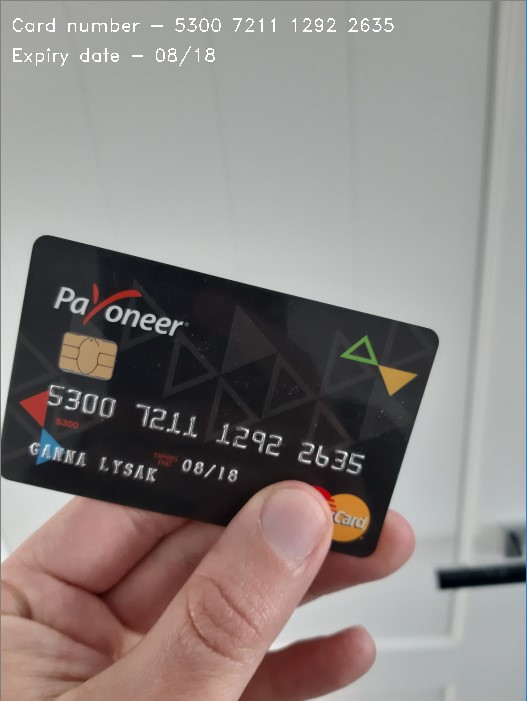 Card number - 5300 7211 1292 2635
Expiry date - 08/18
Payoneer®
5300 7211 1292 2635
5300
08/18
GANNA LYSAK
Card